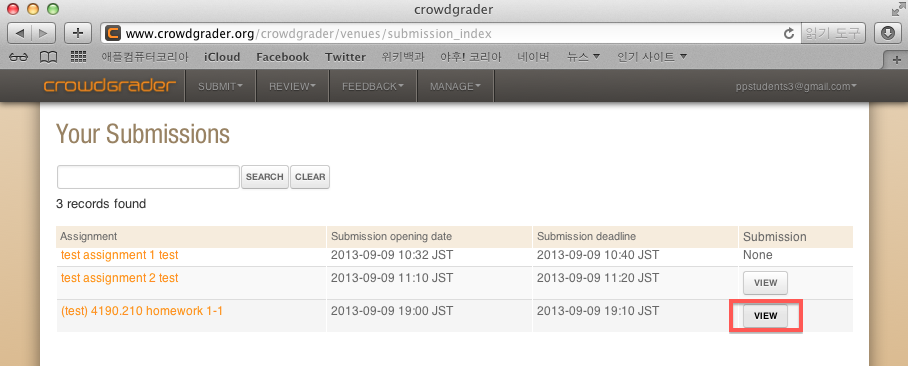 crowdgrader
www.crowdgrader.org/crowdgrader/venues/submission_index
읽기 도구
애플컴퓨터코리아 iCloud Facebook Twitter 위키백과 야후! 코리아 네이버 뉴스 인기 사이트
crowdgrader SUBMIT REVIEW FEEDBACK MANAGE ppstudents3@gmail.com
Your Submissions
SEARCH CLEAR
3 records found
Assignment Submission opening date Submission deadline Submission
test assignment 1 test 2013-09-09 10:32 JST 2013-09-09 10:40 JST None
test assignment 2 test 2013-09-09 11:10 JST 2013-09-09 11:20 JST VIEW
(test) 4190.210 homework 1-1 2013-09-09 19:00 JST 2013-09-09 19:10 JST VIEW